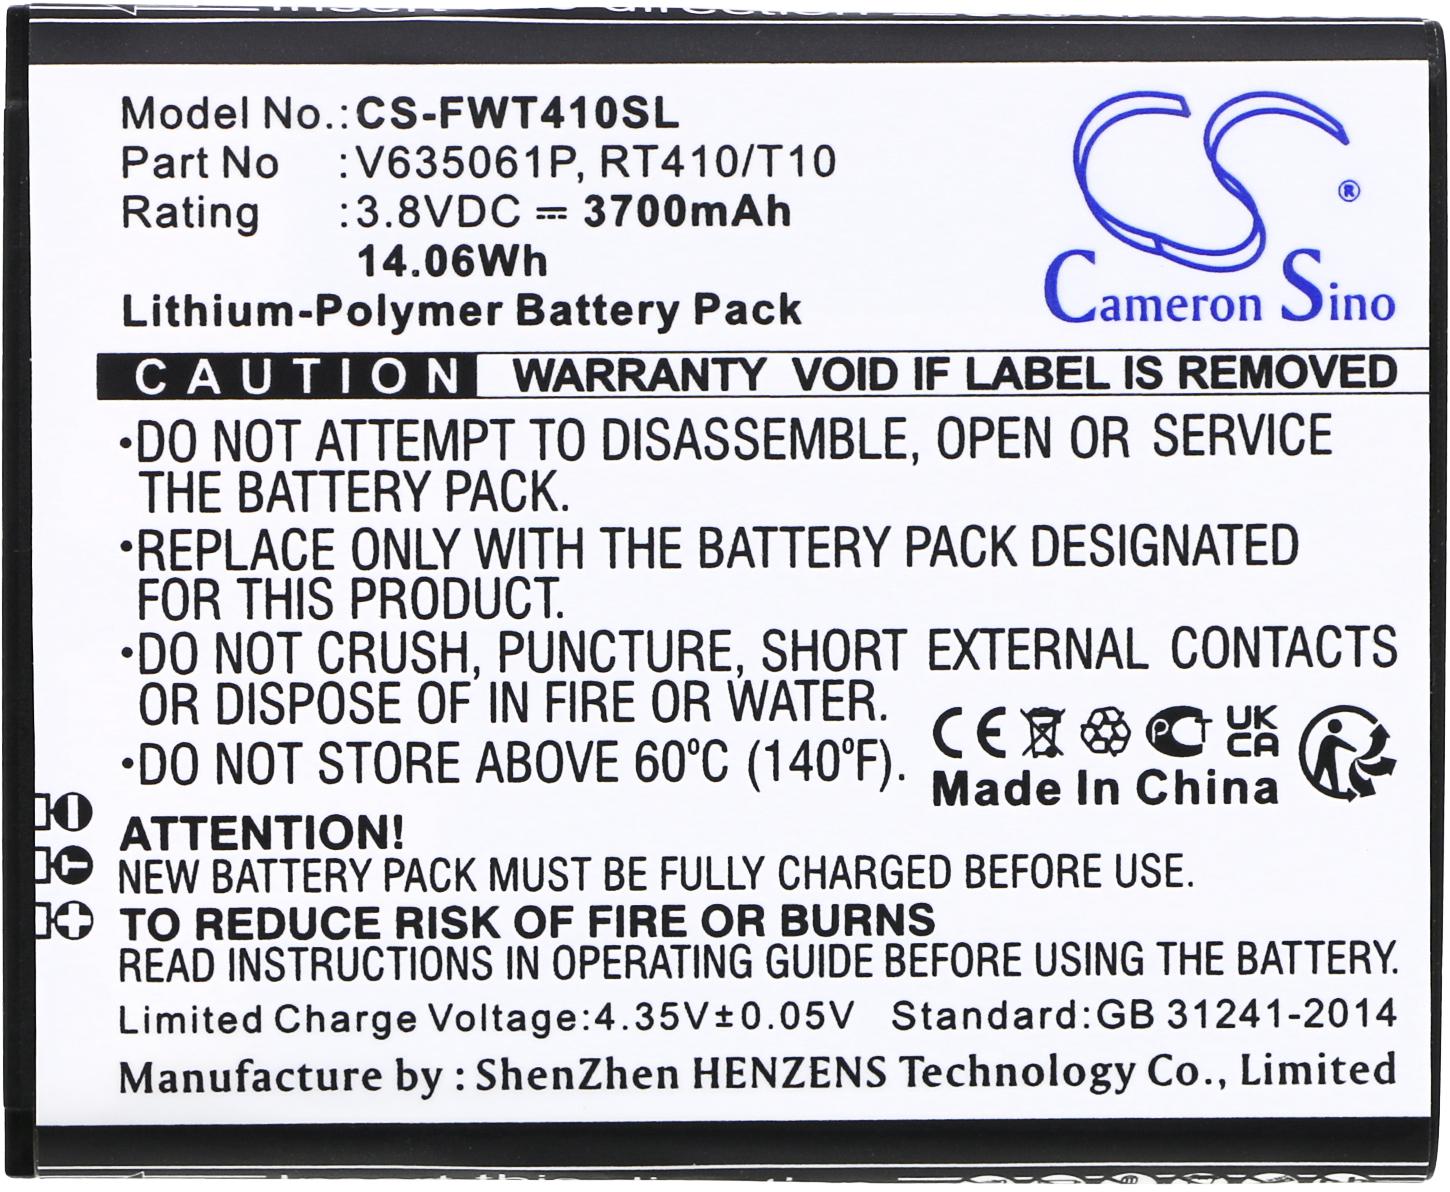 Model No.:CS-FWT410SL
Part No :V635061P, RT410/T10
Rating :3.8VDC ⎓ 3700mAh
14.06Wh
Lithium-Polymer Battery Pack
®
Cameron Sino
CAUTION WARRANTY VOID IF LABEL IS REMOVED
•DO NOT ATTEMPT TO DISASSEMBLE, OPEN OR SERVICE
THE BATTERY PACK.
•REPLACE ONLY WITH THE BATTERY PACK DESIGNATED
FOR THIS PRODUCT.
•DO NOT CRUSH, PUNCTURE, SHORT EXTERNAL CONTACTS
OR DISPOSE OF IN FIRE OR WATER.
•DO NOT STORE ABOVE 60°C (140°F).
CE UK
CA
Made In China
ATTENTION!
NEW BATTERY PACK MUST BE FULLY CHARGED BEFORE USE.
TO REDUCE RISK OF FIRE OR BURNS
READ INSTRUCTIONS IN OPERATING GUIDE BEFORE USING THE BATTERY.
Limited Charge Voltage:4.35V±0.05V Standard:GB 31241-2014
Manufacture by : ShenZhen HENZENS Technology Co., Limited